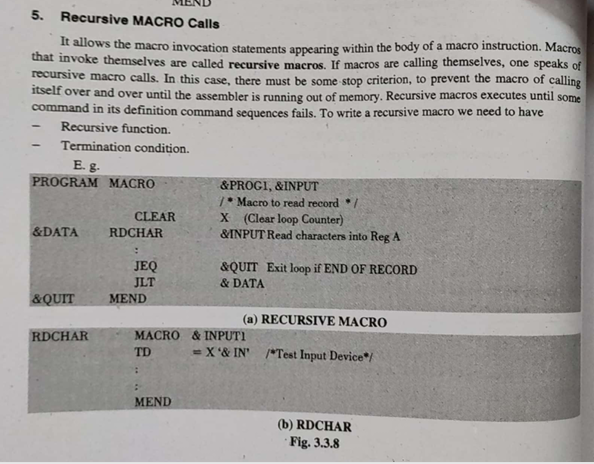 MEND
5. Recursive MACRO Calls
It allows the macro invocation statements appearing within the body of a macro instruction. Macros
that invoke themselves are called recursive macros. If macros are calling themselves, one speaks of
recursive macro calls. In this case, there must be some stop criterion, to prevent the macro of calling
itself over and over until the assembler is running out of memory. Recursive macros executes until some
command in its definition command sequences fails. To write a recursive macro we need to have
– Recursive function.
– Termination condition.
E. g.
PROGRAM MACRO &PROG1, &INPUT
/* Macro to read record */
CLEAR X (Clear loop Counter)
&DATA RDCHAR &INPUT Read characters into Reg A
:
JEQ &QUIT Exit loop if END OF RECORD
JLT & DATA
&QUIT MEND
(a) RECURSIVE MACRO
RDCHAR MACRO & INPUT1
TD = X '& IN' /*Test Input Device*/
:
:
MEND
(b) RDCHAR
Fig. 3.3.8